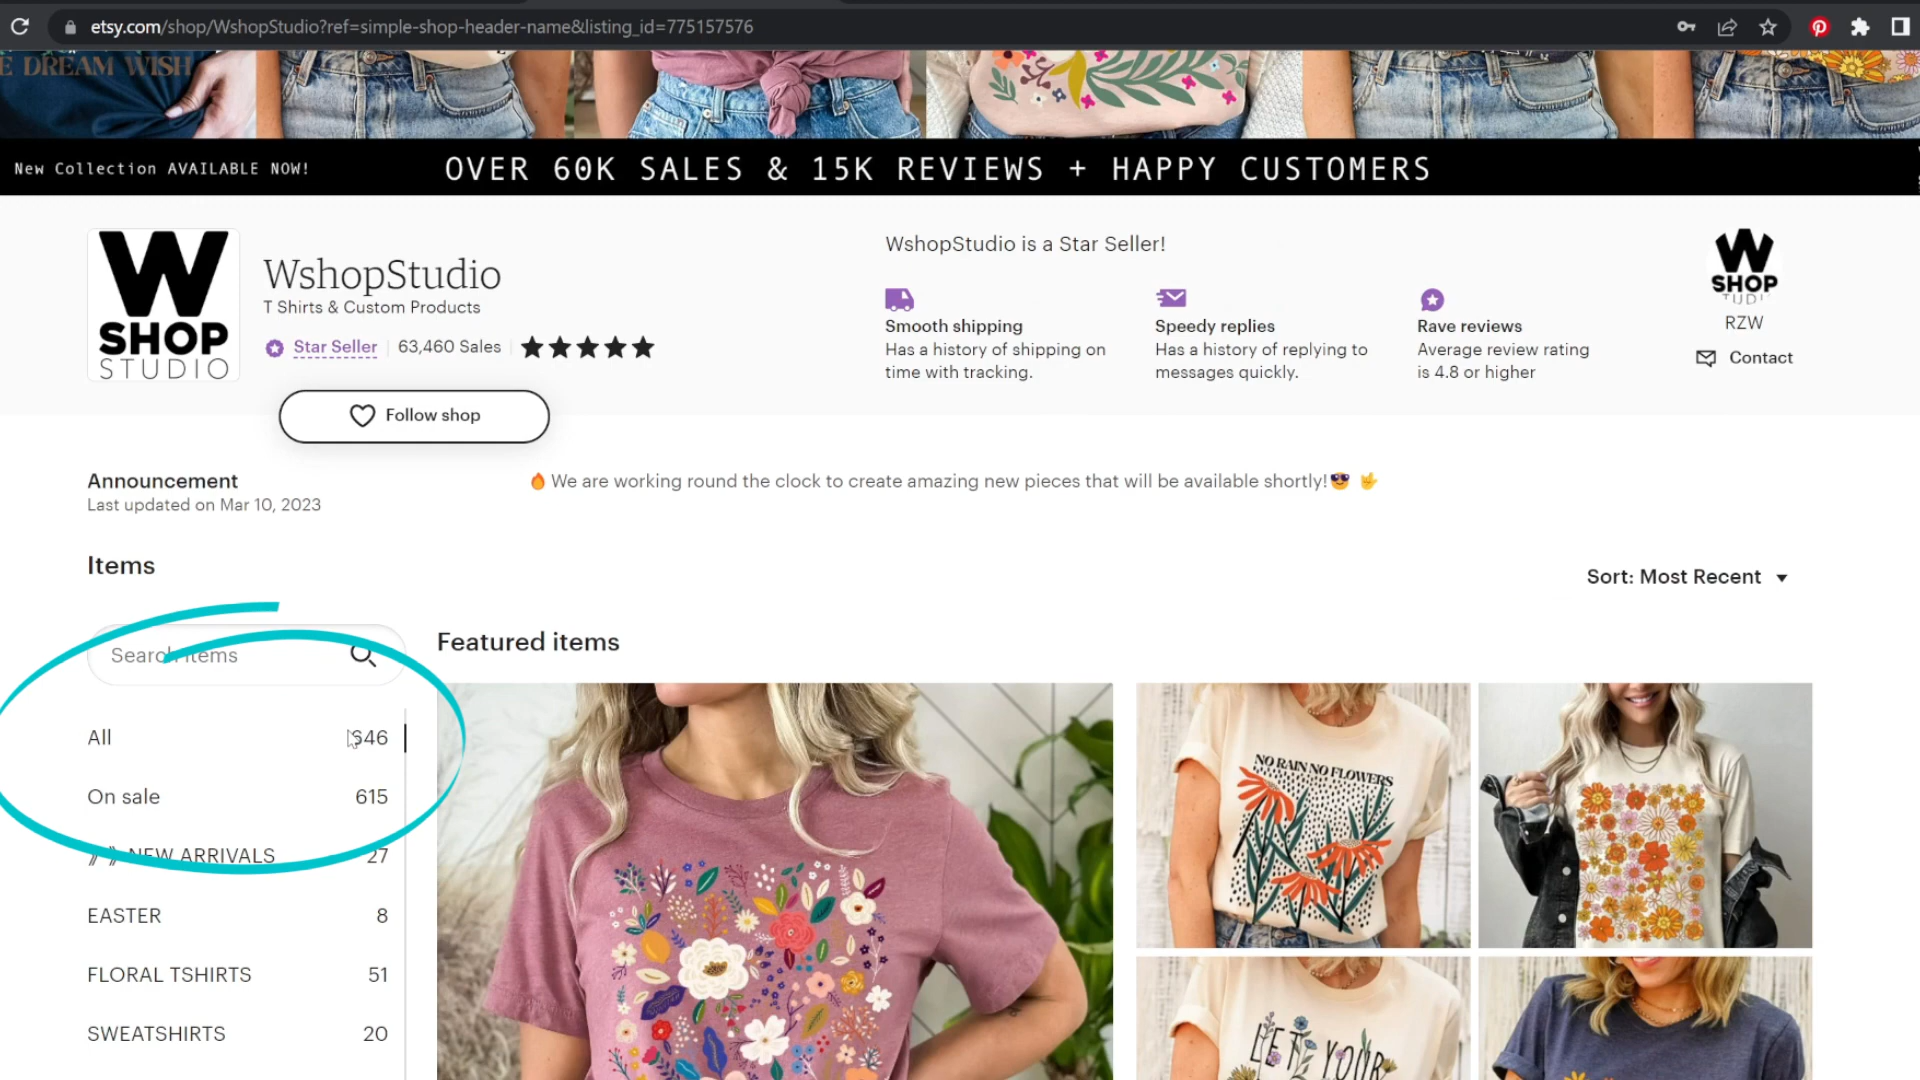 etsy.com/shop/WshopStudio?ref=simple-shop-header-name&listing_id=775157576
E DREAM WISH
New Collection AVAILABLE NOW!
OVER 60K SALES & 15K REVIEWS + HAPPY CUSTOMERS
W
SHOP
STUDIO
WshopStudio
T Shirts & Custom Products
Star Seller
63,460 Sales
Follow shop
WshopStudio is a Star Seller!
Smooth shipping
Has a history of shipping on
time with tracking.
Speedy replies
Has a history of replying to
messages quickly.
Rave reviews
Average review rating
is 4.8 or higher
W
SHOP
STUDIO
RZW
Contact
Announcement
Last updated on Mar 10, 2023
🔥 We are working round the clock to create amazing new pieces that will be available shortly!😎 🤟
Items
Sort: Most Recent
Search items
Featured items
All
On sale 615
NEW ARRIVALS 27
EASTER 8
FLORAL TSHIRTS 51
SWEATSHIRTS 20
NO RAIN NO FLOWERS
LET YOUR